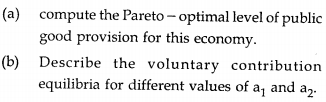 (a) compute the Pareto – optimal level of public
good provision for this economy.
(b) Describe the voluntary contribution
equilibria for different values of a₁ and a₂.